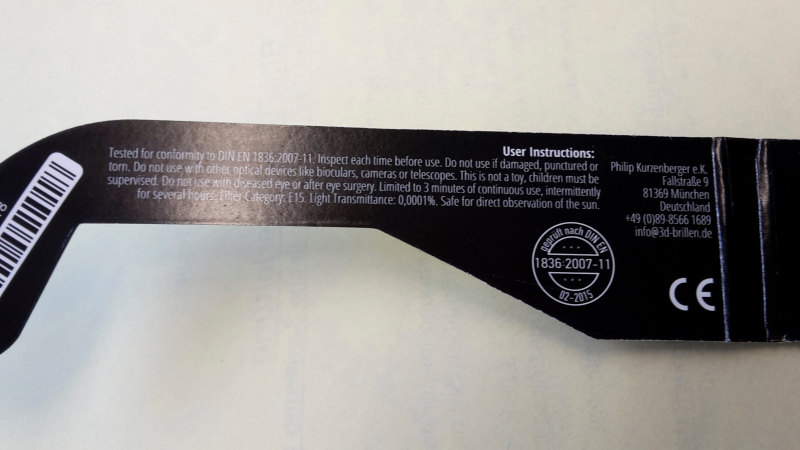 User Instructions:
Tested for conformity to DIN EN 1836:2007-11. Inspect each time before use. Do not use if damaged, punctured or
torn. Do not use with other optical devices like bioculars, cameras or telescopes. This is not a toy, children must be
supervised. Do not use with diseased eye or after eye surgery. Limited to 3 minutes of continuous use, intermittently
for several hours. Filter Category: E15. Light Transmittance: 0,0001%. Safe for direct observation of the sun.
Philip Kurzenberger e.K.
Fallstraße 9
81369 München
Deutschland
+49 (0)89-8566 1689
info@3d-brillen.de
geprüft nach DIN EN
1836:2007-11
02-2015
CE